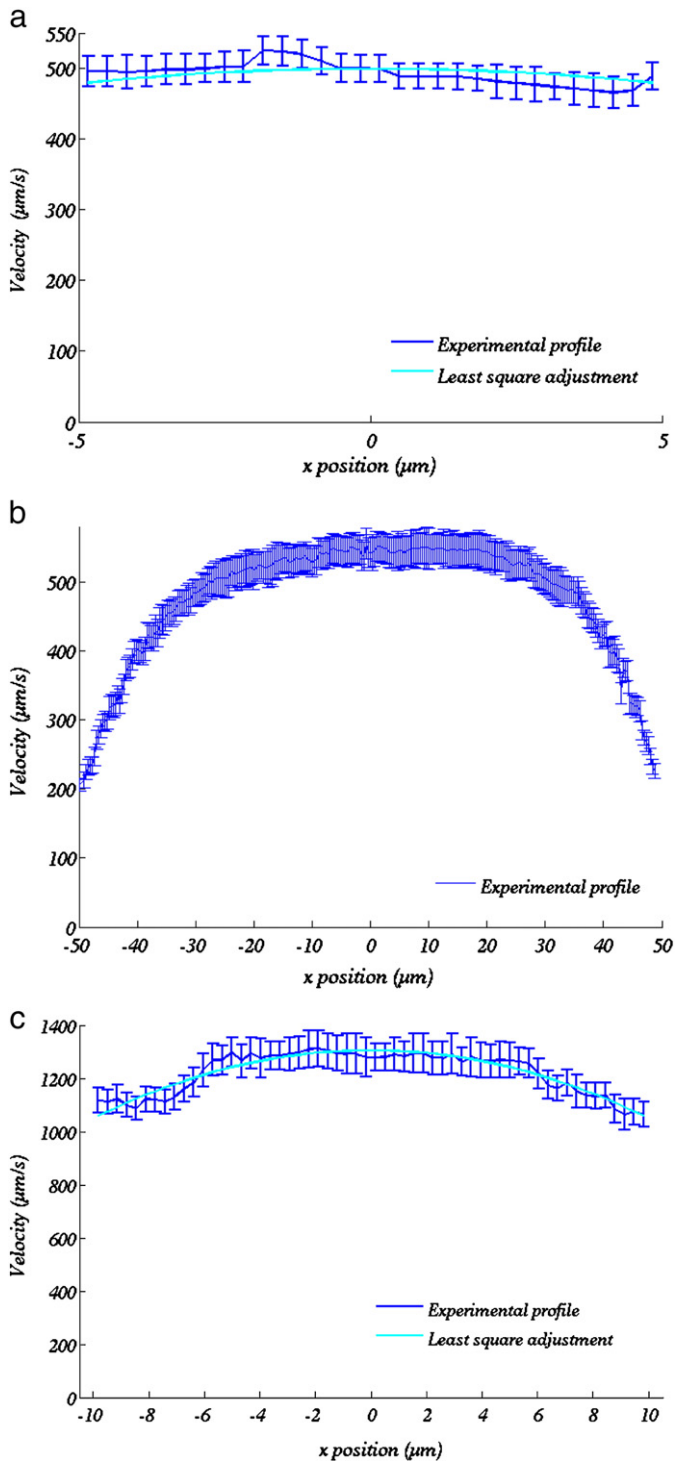 a
550
500
400
300
200
100
0
Velocity (μm/s)
Experimental profile
Least square adjustment
-5 0 5
x position (μm)
b
500
400
300
200
100
0
Velocity (μm/s)
Experimental profile
-50 -40 -30 -20 -10 0 10 20 30 40 50
x position (μm)
c
1400
1200
1000
800
600
400
200
0
Velocity (μm/s)
Experimental profile
Least square adjustment
-10 -8 -6 -4 -2 0 2 4 6 8 10
x position (μm)